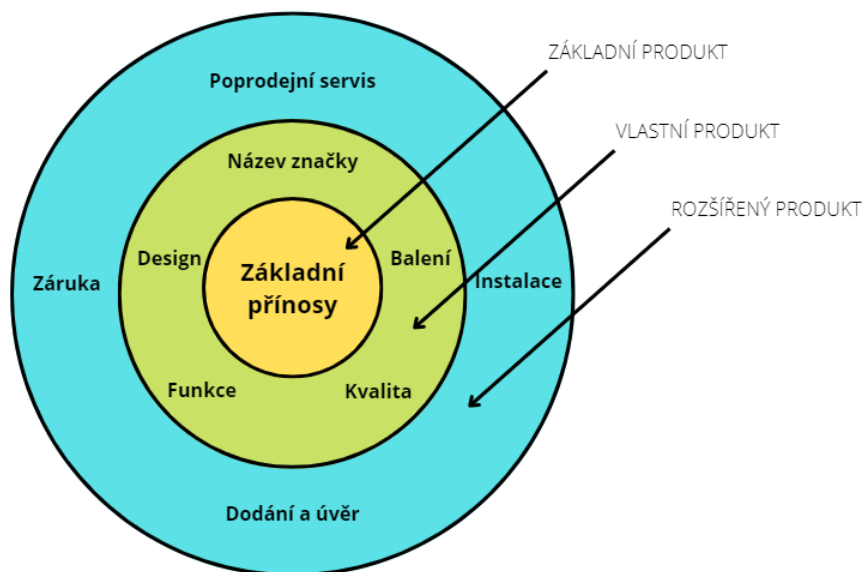 ZÁKLADNÍ PRODUKT
Poprodejní servis
VLASTNÍ PRODUKT
Název značky
ROZŠÍŘENÝ PRODUKT
Design
Balení
Základní
přínosy
Záruka
Instalace
Funkce
Kvalita
Dodání a úvěr